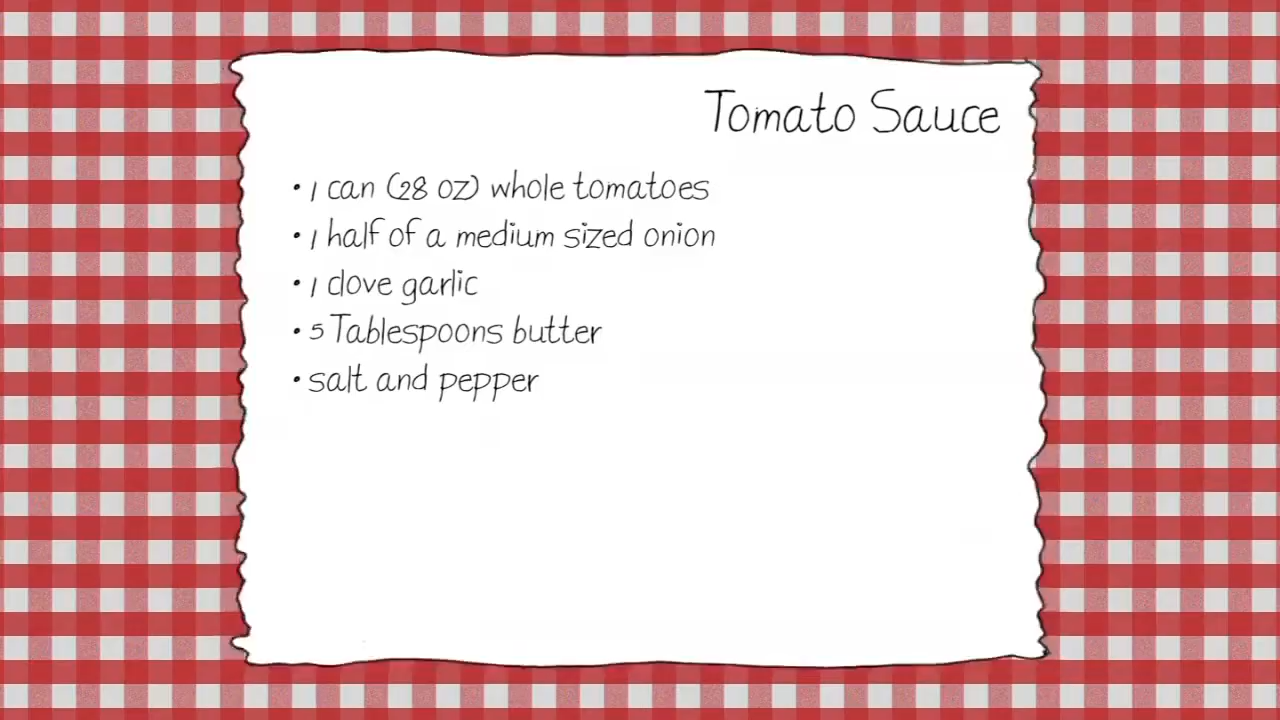 Tomato Sauce
• 1 can (28 oz) whole tomatoes
• 1 half of a medium sized onion
• 1 clove garlic
• 5 Tablespoons butter
• salt and pepper